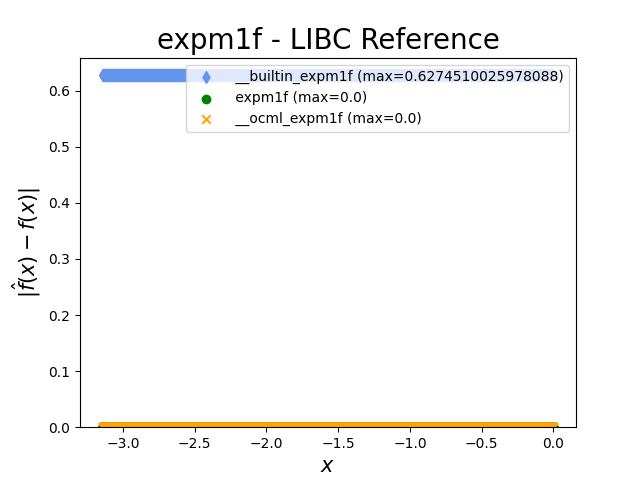 expm1f - LIBC Reference
__builtin_expm1f (max=0.6274510025978088)
expm1f (max=0.0)
__ocml_expm1f (max=0.0)
|f̂(x) − f(x)|
0.6
0.5
0.4
0.3
0.2
0.1
0.0
−3.0 −2.5 −2.0 −1.5 −1.0 −0.5 0.0
x